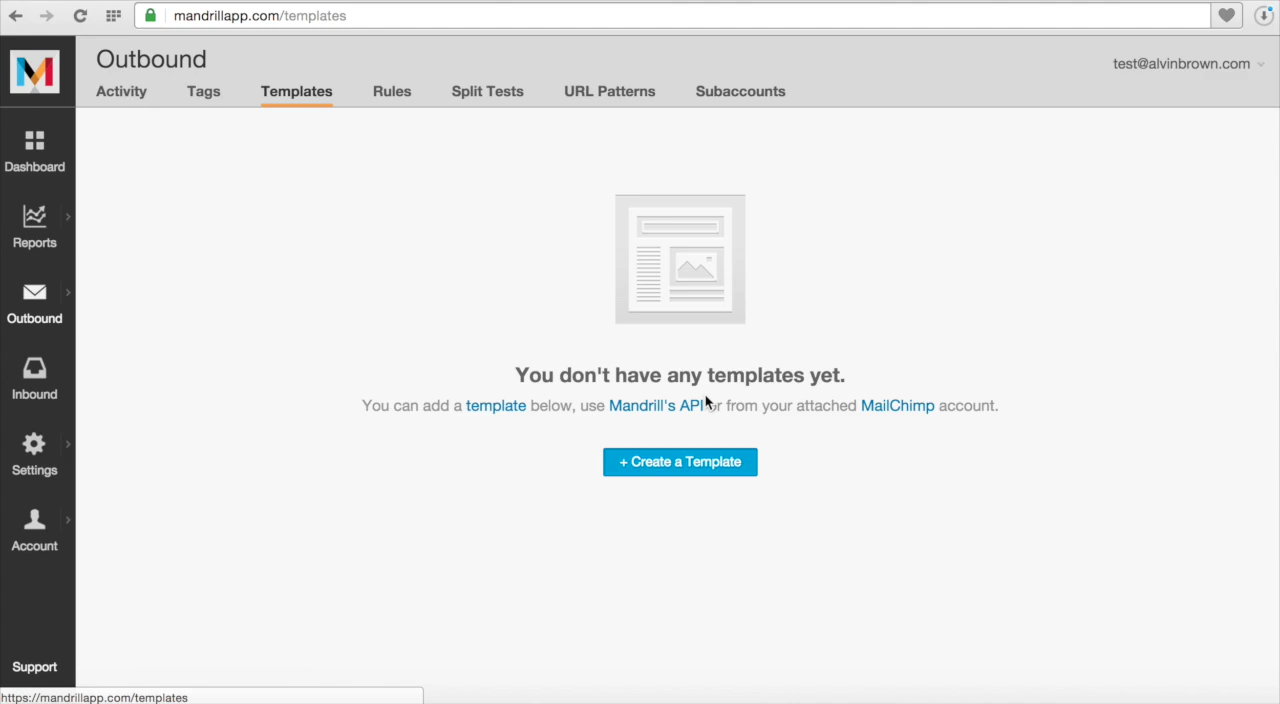 mandrillapp.com/templates
Outbound
test@alvinbrown.com
Activity Tags Templates Rules Split Tests URL Patterns Subaccounts
Dashboard
Reports
Outbound
Inbound
Settings
Account
Support
You don't have any templates yet.
You can add a template below, use Mandrill's API or from your attached MailChimp account.
+ Create a Template
https://mandrillapp.com/templates